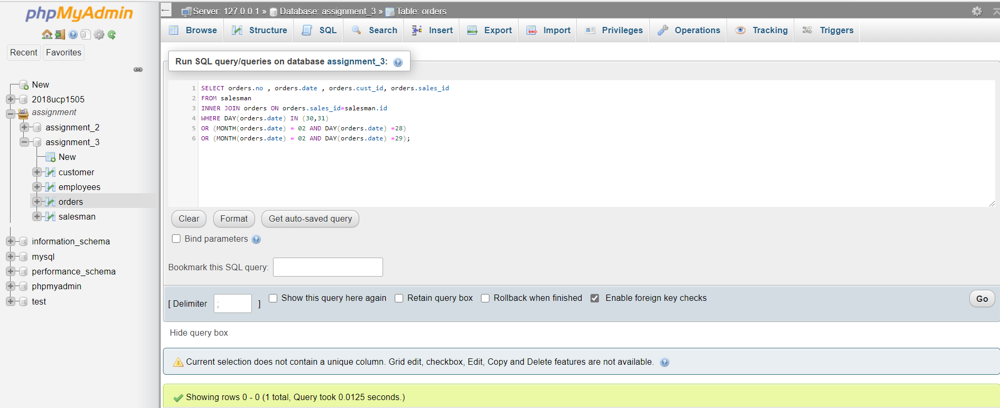 phpMyAdmin
Recent
Favorites
New
2018ucp1505
assignment
assignment_2
assignment_3
New
customer
employees
orders
salesman
information_schema
mysql
performance_schema
phpmyadmin
test
Server: 127.0.0.1 » Database: assignment_3 » Table: orders
Browse Structure SQL Search Insert Export Import Privileges Operations Tracking Triggers
Run SQL query/queries on database assignment_3:
1 SELECT orders.no , orders.date , orders.cust_id, orders.sales_id
2 FROM salesman
3 INNER JOIN orders ON orders.sales_id=salesman.id
4 WHERE DAY(orders.date) IN (30,31)
5 OR (MONTH(orders.date) = 02 AND DAY(orders.date) =28)
6 OR (MONTH(orders.date) = 02 AND DAY(orders.date) =29);
Clear Format Get auto-saved query
Bind parameters
Bookmark this SQL query:
[ Delimiter ; ] Show this query here again Retain query box Rollback when finished Enable foreign key checks Go
Hide query box
Current selection does not contain a unique column. Grid edit, checkbox, Edit, Copy and Delete features are not available.
Showing rows 0 - 0 (1 total, Query took 0.0125 seconds.)